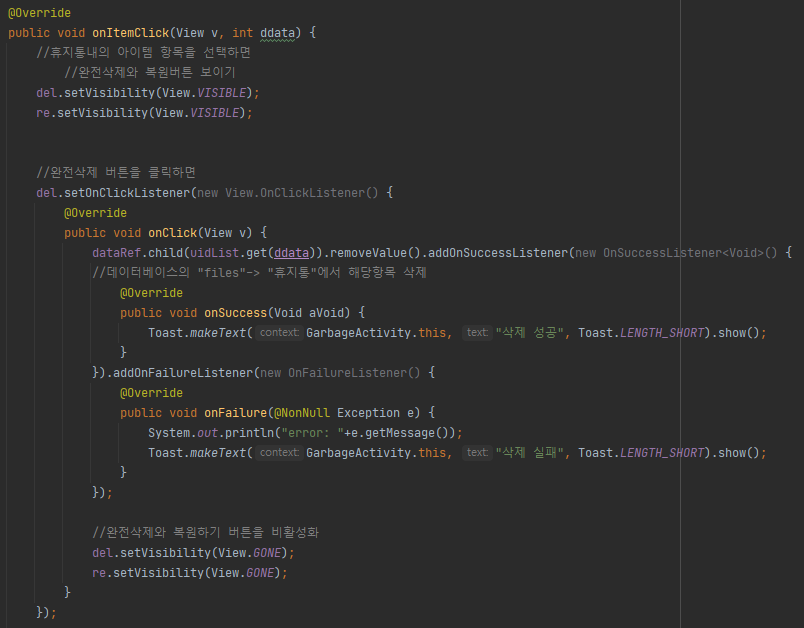 @Override
public void onItemClick(View v, int ddata) {
//휴지통내의 아이템 항목을 선택하면
//완전삭제와 복원버튼 보이기
del.setVisibility(View.VISIBLE);
re.setVisibility(View.VISIBLE);
//완전삭제 버튼을 클릭하면
del.setOnClickListener(new View.OnClickListener() {
@Override
public void onClick(View v) {
dataRef.child(uidList.get(ddata)).removeValue().addOnSuccessListener(new OnSuccessListener<Void>() {
//데이터베이스의 "files"-> "휴지통"에서 해당항목 삭제
@Override
public void onSuccess(Void aVoid) {
Toast.makeText( context: GarbageActivity.this, text: "삭제 성공", Toast.LENGTH_SHORT).show();
}
}).addOnFailureListener(new OnFailureListener() {
@Override
public void onFailure(@NonNull Exception e) {
System.out.println("error: "+e.getMessage());
Toast.makeText( context: GarbageActivity.this, text: "삭제 실패", Toast.LENGTH_SHORT).show();
}
});
//완전삭제와 복원하기 버튼을 비활성화
del.setVisibility(View.GONE);
re.setVisibility(View.GONE);
}
});